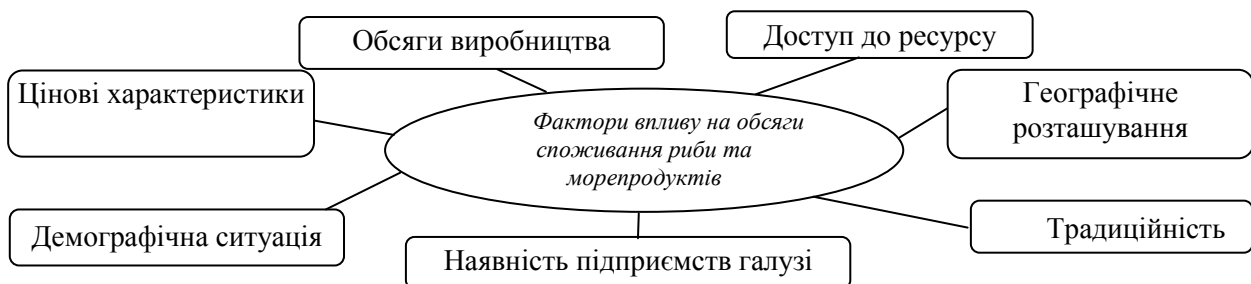 Обсяги виробництва
Доступ до ресурсу
Цінові характеристики
Географічне
розташування
Фактори впливу на обсяги
споживання риби та
морепродуктів
Демографічна ситуація
Традиційність
Наявність підприємств галузі